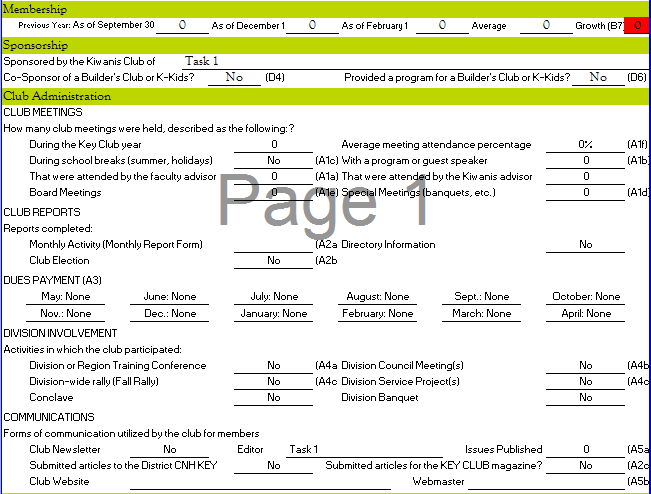 Membership
Previous Year: As of September 30 0 As of December 1 0 As of February 1 0 Average 0 Growth (B7) 0
Sponsorship
Sponsored by the Kiwanis Club of Task 1
Co-Sponsor of a Builder's Club or K-Kids? No (D4) Provided a program for a Builder's Club or K-Kids? No (D6)
Club Administration
CLUB MEETINGS
How many club meetings were held, described as the following:?
During the Key Club year 0 Average meeting attendance percentage 0% (A1f)
During school breaks (summer, holidays) No (A1c) With a program or guest speaker 0 (A1b)
That were attended by the faculty advisor 0 (A1a) That were attended by the Kiwanis advisor 0
Board Meetings 0 (A1e) Special Meetings (banquets, etc.) 0 (A1d)
Page 1
CLUB REPORTS
Reports completed:
Monthly Activity (Monthly Report Form) (A2a Directory Information No
Club Election No (A2b
DUES PAYMENT (A3)
May: None June: None July: None August: None Sept.: None October: None
Nov.: None Dec.: None January: None February: None March: None April: None
DIVISION INVOLVEMENT
Activities in which the club participated:
Division or Region Training Conference No (A4a Division Council Meeting(s) No (A4b
Division-wide rally (Fall Rally) No (A4c Division Service Project(s) No (A4c
Conclave No Division Banquet No
COMMUNICATIONS
Forms of communication utilized by the club for members
Club Newsletter No Editor Task 1 Issues Published 0 (A5a
Submitted articles to the District CNH KEY No Submitted articles for the KEY CLUB magazine? No (A2c
Club Website Webmaster (A5b